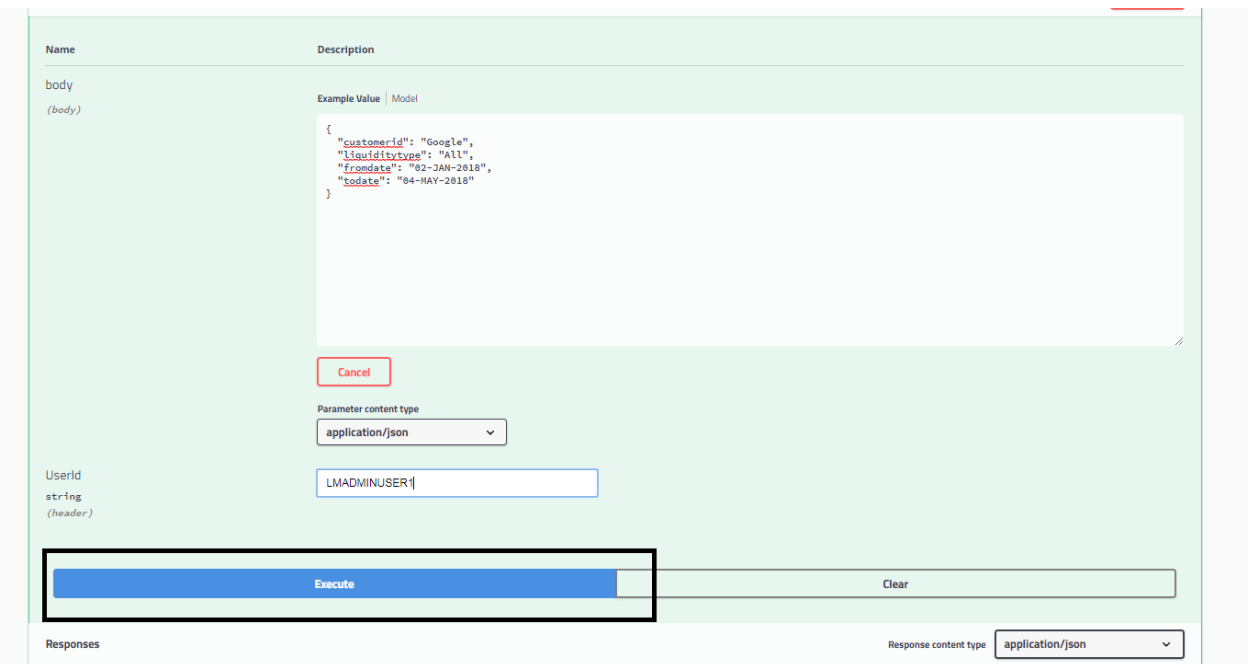 Name Description
body
(body)
Example Value Model
{
"customerid": "Google",
"liquiditytype": "All",
"fromdate": "02-JAN-2018",
"todate": "04-MAY-2018"
}
Cancel
Parameter content type
application/json
UserId
string
(header)
LMADMINUSER1
Execute Clear
Responses Response content type application/json